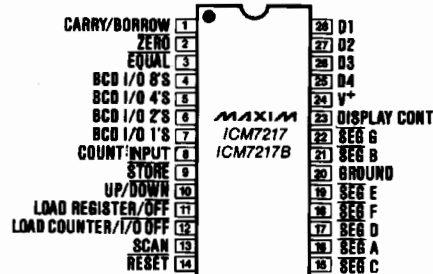 CARRY/BORROW 1
ZERO 2
EQUAL 3
BCD I/O 8'S 4
BCD I/O 4'S 5
BCD I/O 2'S 6
BCD I/O 1'S 7
COUNT INPUT 8
STORE 9
UP/DOWN 10
LOAD REGISTER/OFF 11
LOAD COUNTER/I/O OFF 12
SCAN 13
RESET 14
MAXIM
ICM7217
ICM7217B
28 D1
27 D2
26 D3
25 D4
24 V+
23 DISPLAY CONT
22 SEG G
21 SEG B
20 GROUND
19 SEG E
18 SEG F
17 SEG D
16 SEG A
15 SEG C